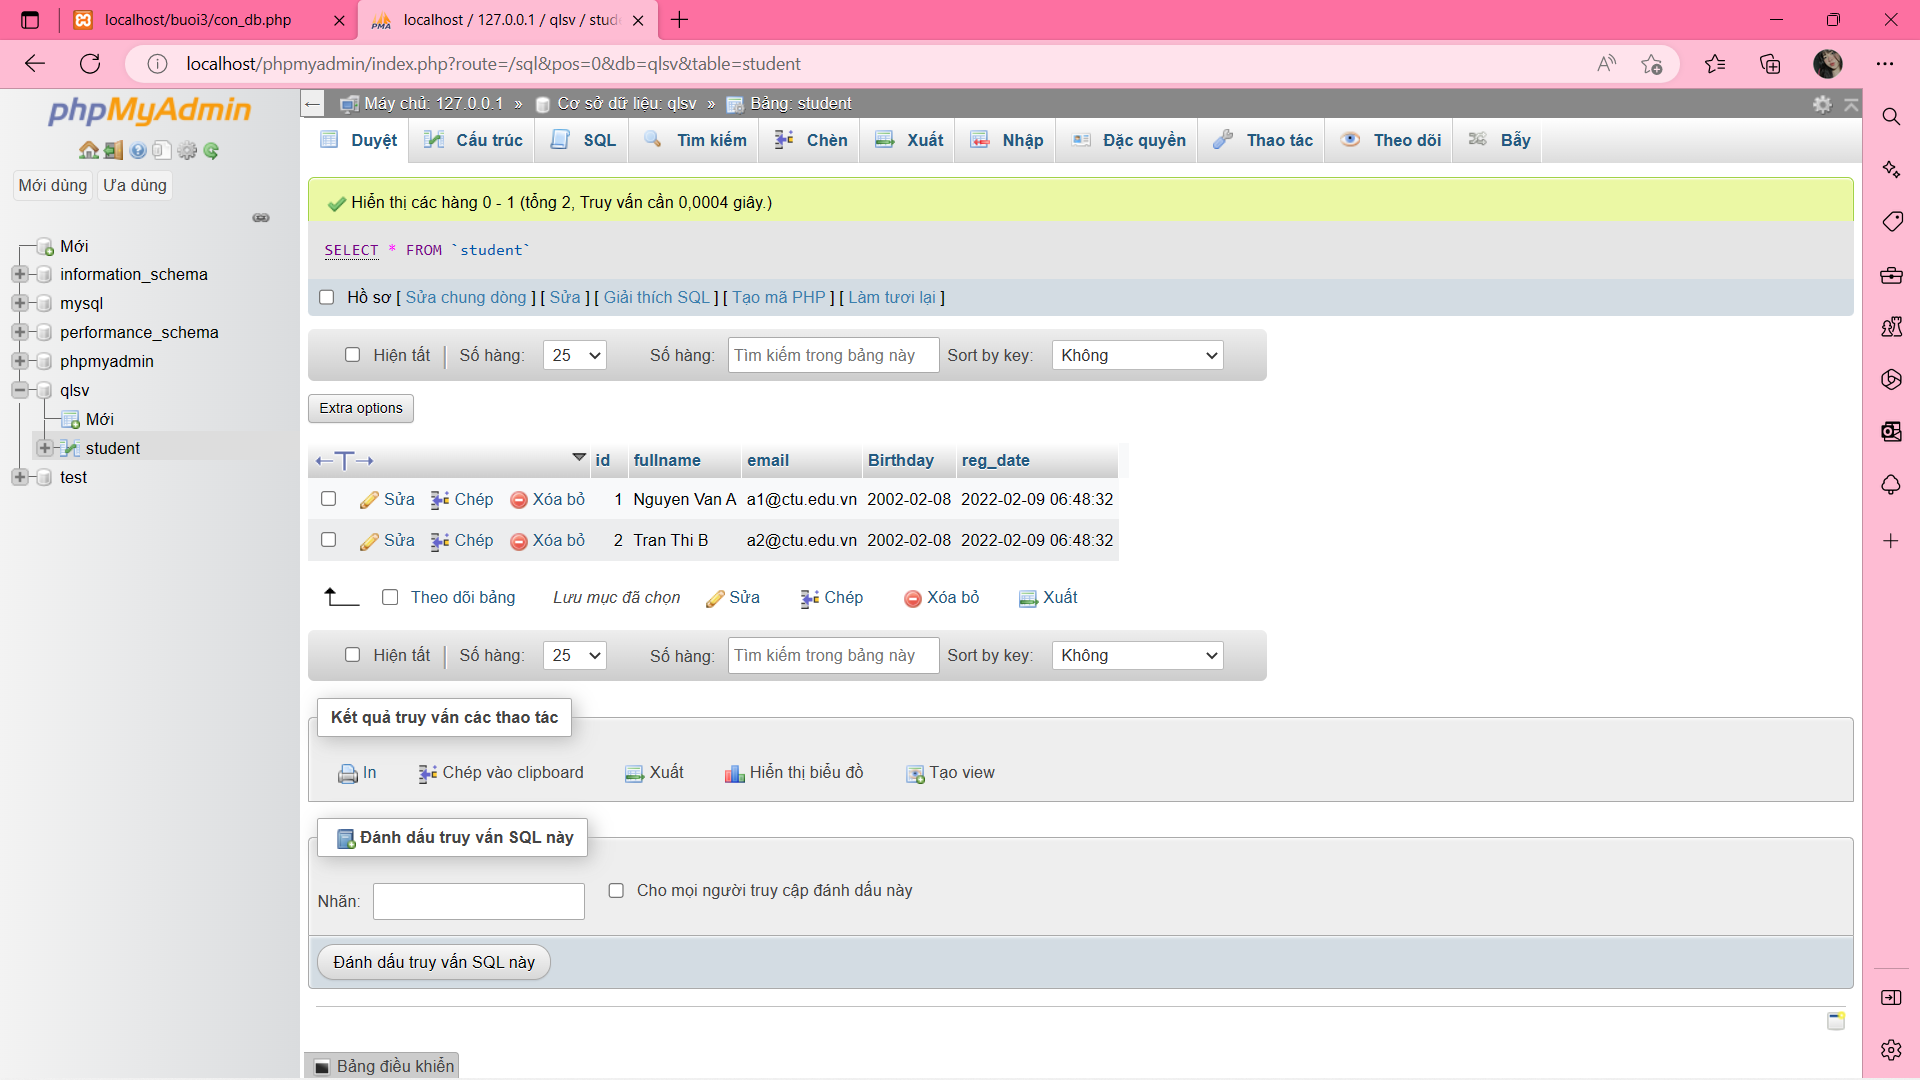 localhost/buoi3/con_db.php
localhost / 127.0.0.1 / qlsv / stud
localhost/phpmyadmin/index.php?route=/sql&pos=0&db=qlsv&table=student
phpMyAdmin
Mới dùng Ưa dùng
Mới
information_schema
mysql
performance_schema
phpmyadmin
qlsv
Mới
student
test
Máy chủ: 127.0.0.1 » Cơ sở dữ liệu: qlsv » Bảng: student
Duyệt Cấu trúc SQL Tìm kiếm Chèn Xuất Nhập Đặc quyền Thao tác Theo dõi Bẫy
Hiển thị các hàng 0 - 1 (tổng 2, Truy vấn cần 0,0004 giây.)
SELECT * FROM `student`
Hồ sơ [ Sửa chung dòng ] [ Sửa ] [ Giải thích SQL ] [ Tạo mã PHP ] [ Làm tươi lại ]
Hiện tất Số hàng: 25 Số hàng: Tìm kiếm trong bảng này Sort by key: Không
Extra options
id fullname email Birthday reg_date
Sửa Chép Xóa bỏ 1 Nguyen Van A a1@ctu.edu.vn 2002-02-08 2022-02-09 06:48:32
Sửa Chép Xóa bỏ 2 Tran Thi B a2@ctu.edu.vn 2002-02-08 2022-02-09 06:48:32
Theo dõi bảng Lưu mục đã chọn Sửa Chép Xóa bỏ Xuất
Hiện tất Số hàng: 25 Số hàng: Tìm kiếm trong bảng này Sort by key: Không
Kết quả truy vấn các thao tác
In Chép vào clipboard Xuất Hiển thị biểu đồ Tạo view
Đánh dấu truy vấn SQL này
Nhãn: Cho mọi người truy cập đánh dấu này
Đánh dấu truy vấn SQL này
Bảng điều khiển